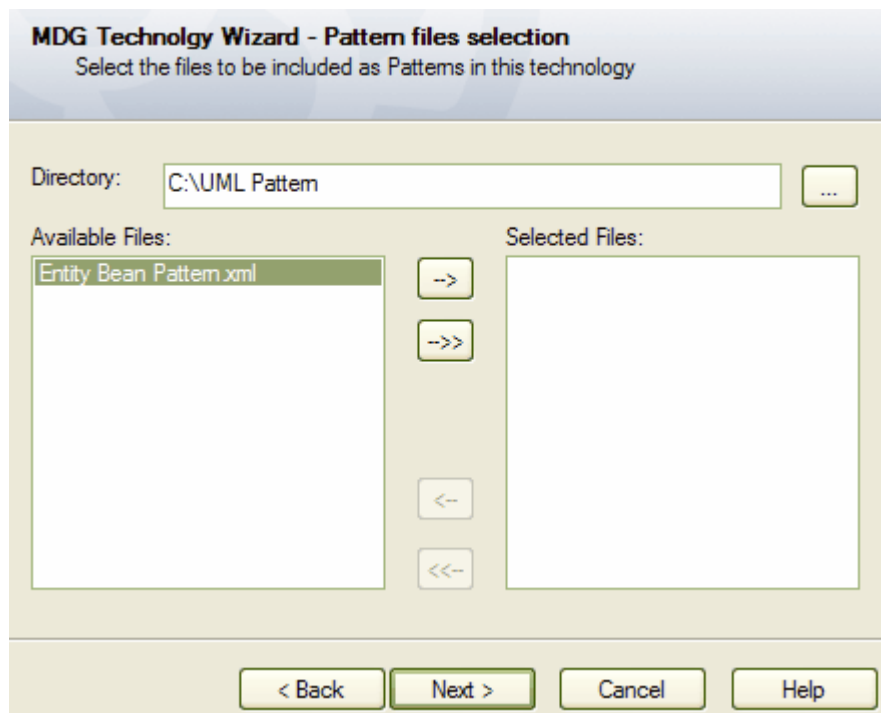 MDG Technolgy Wizard - Pattern files selection
Select the files to be included as Patterns in this technology
Directory:
C:\UML Pattern
...
Available Files:
Selected Files:
Entity Bean Pattern.xml
-->
-->>
<--
<<--
< Back
Next >
Cancel
Help